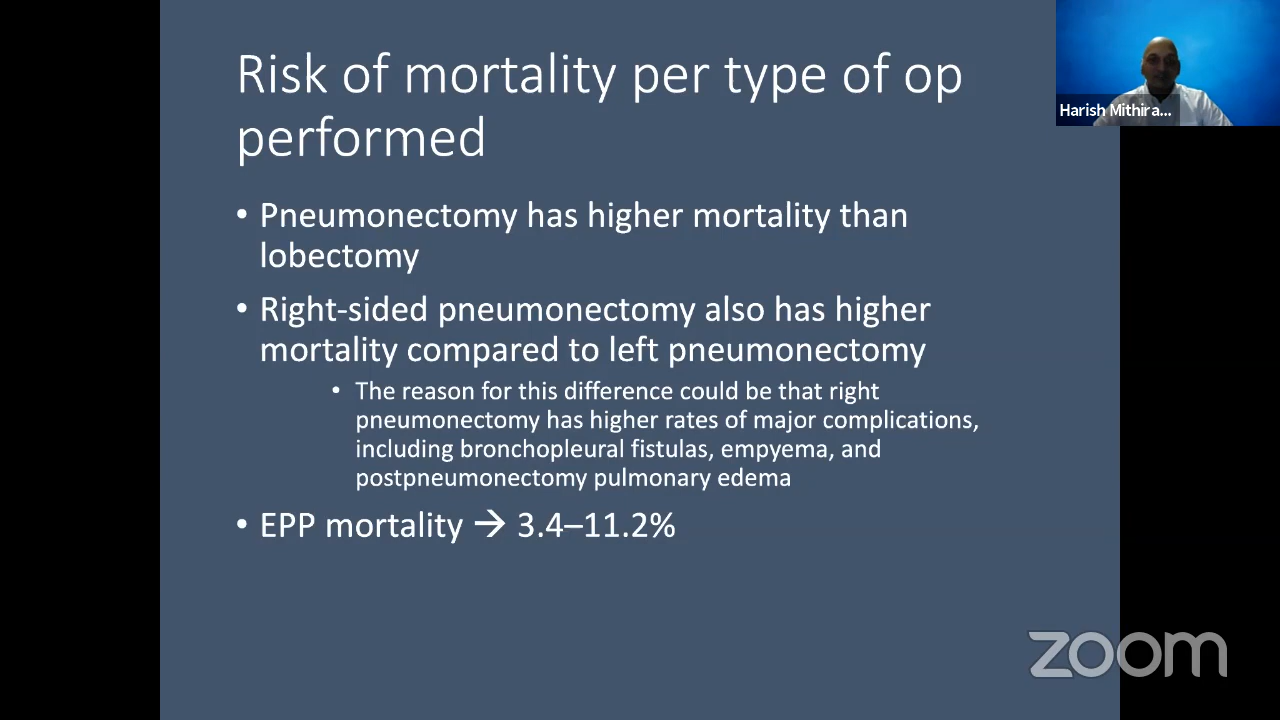 Risk of mortality per type of op
performed
Harish Mithira...
• Pneumonectomy has higher mortality than
lobectomy
• Right-sided pneumonectomy also has higher
mortality compared to left pneumonectomy
• The reason for this difference could be that right
pneumonectomy has higher rates of major complications,
including bronchopleural fistulas, empyema, and
postpneumonectomy pulmonary edema
• EPP mortality → 3.4–11.2%
zoom